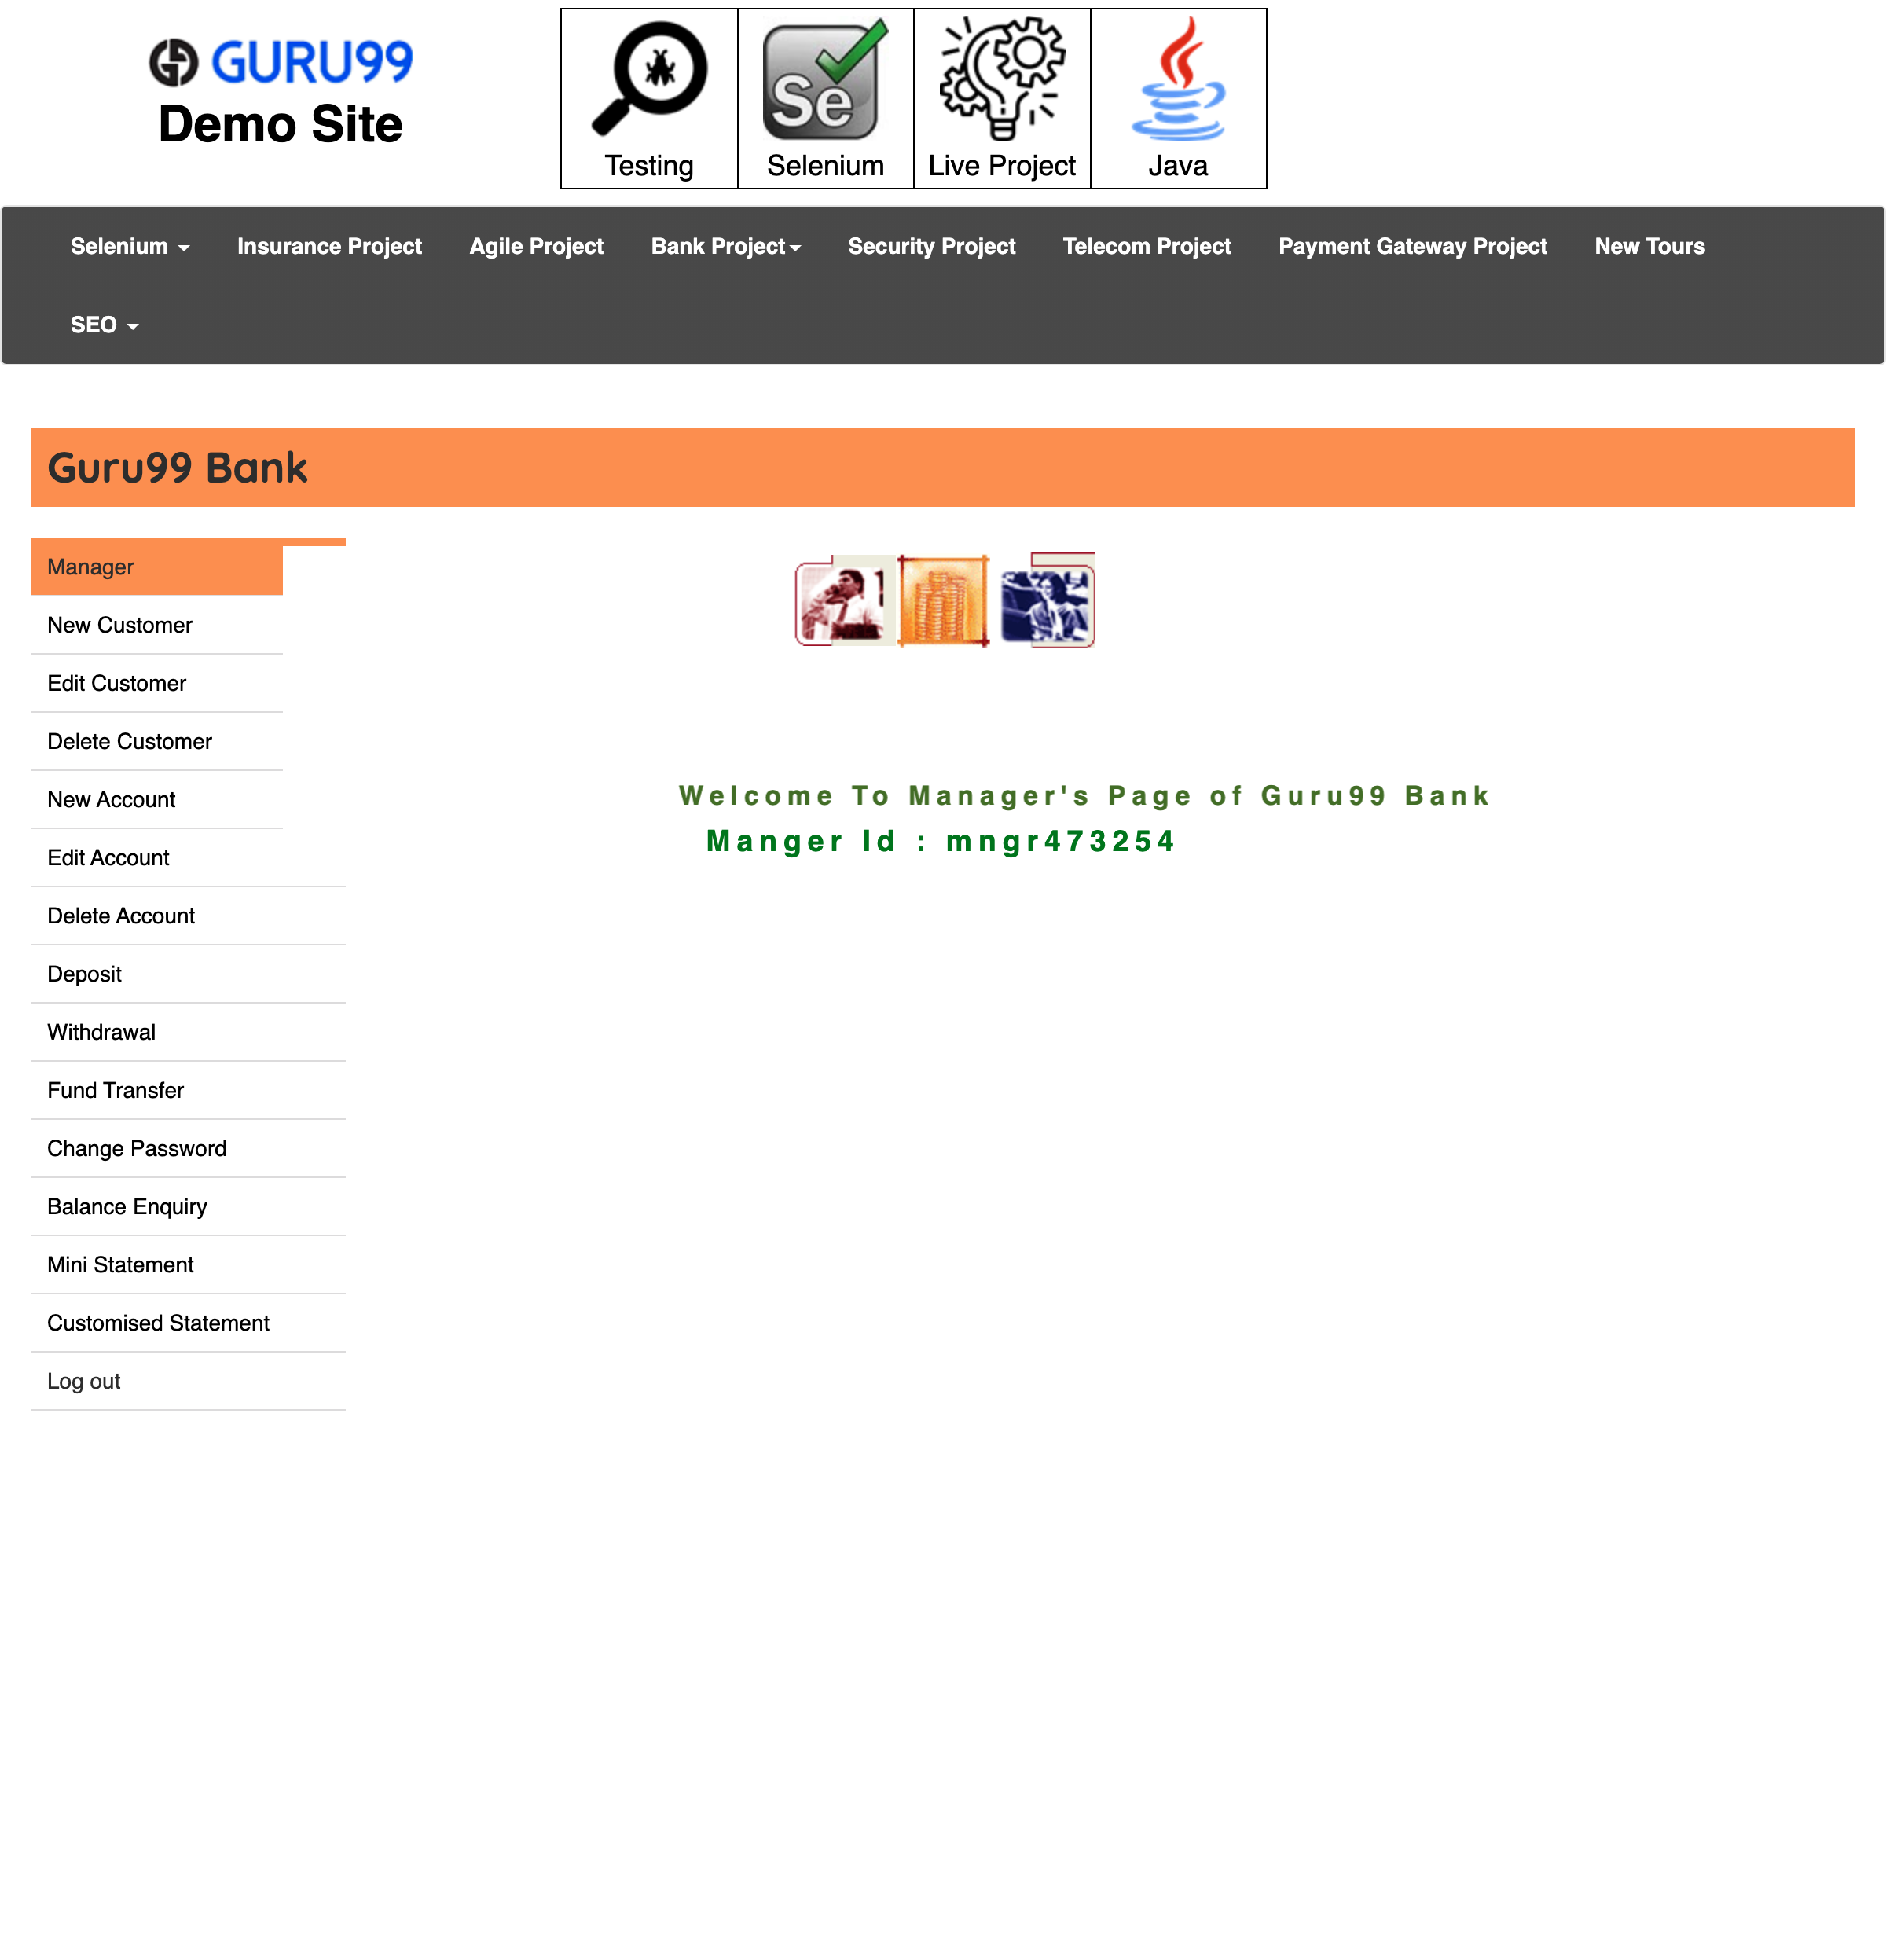 GURU99
Demo Site
Se
Testing
Selenium
Live Project
Java
Selenium
Insurance Project
Agile Project
Bank Project
Security Project
Telecom Project
Payment Gateway Project
New Tours
SEO
Guru99 Bank
Manager
New Customer
Edit Customer
Delete Customer
New Account
Edit Account
Delete Account
Deposit
Withdrawal
Fund Transfer
Change Password
Balance Enquiry
Mini Statement
Customised Statement
Log out
Welcome To Manager's Page of Guru99 Bank
Manger Id : mngr473254